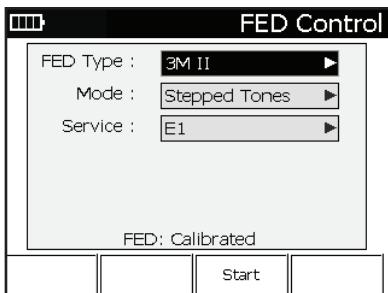 FED Control
FED Type : 3M II
Mode : Stepped Tones
Service : E1
FED: Calibrated
Start